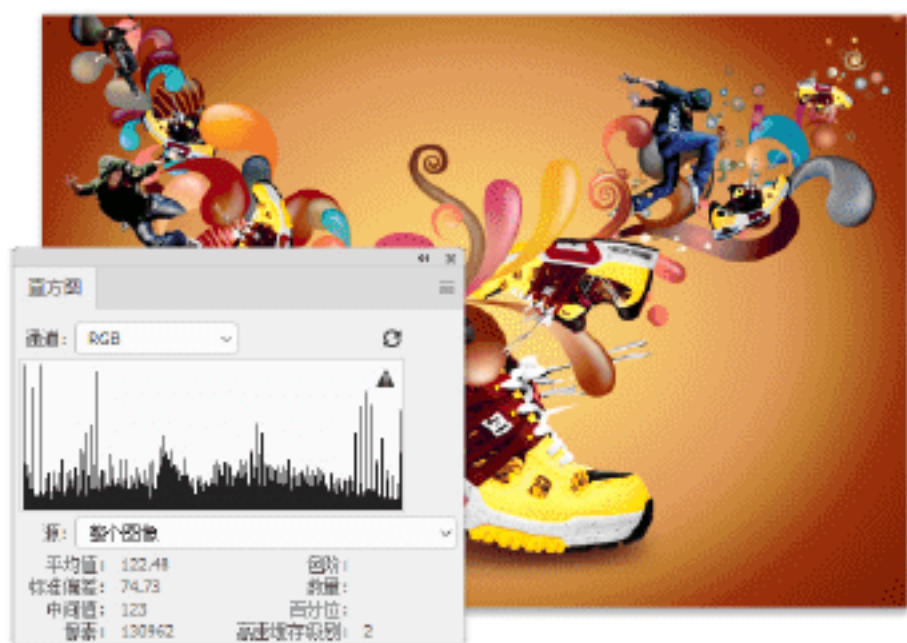 直方图
通道: RGB
源: 整个图像
平均值: 122.48
色阶:
标准偏差: 74.73
数量:
中间值: 123
百分位:
像素: 130962
高速缓存级别: 2